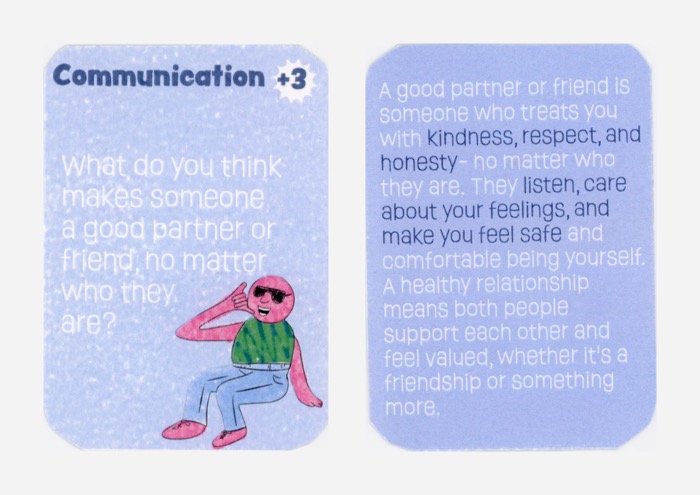 Communication +3
What do you think
makes someone
a good partner or
friend, no matter
who they
are?
A good partner or friend is
someone who treats you
with kindness, respect, and
honesty- no matter who
they are. They listen, care
about your feelings, and
make you feel safe and
comfortable being yourself.
A healthy relationship
means both people
support each other and
feel valued, whether it's a
friendship or something
more.